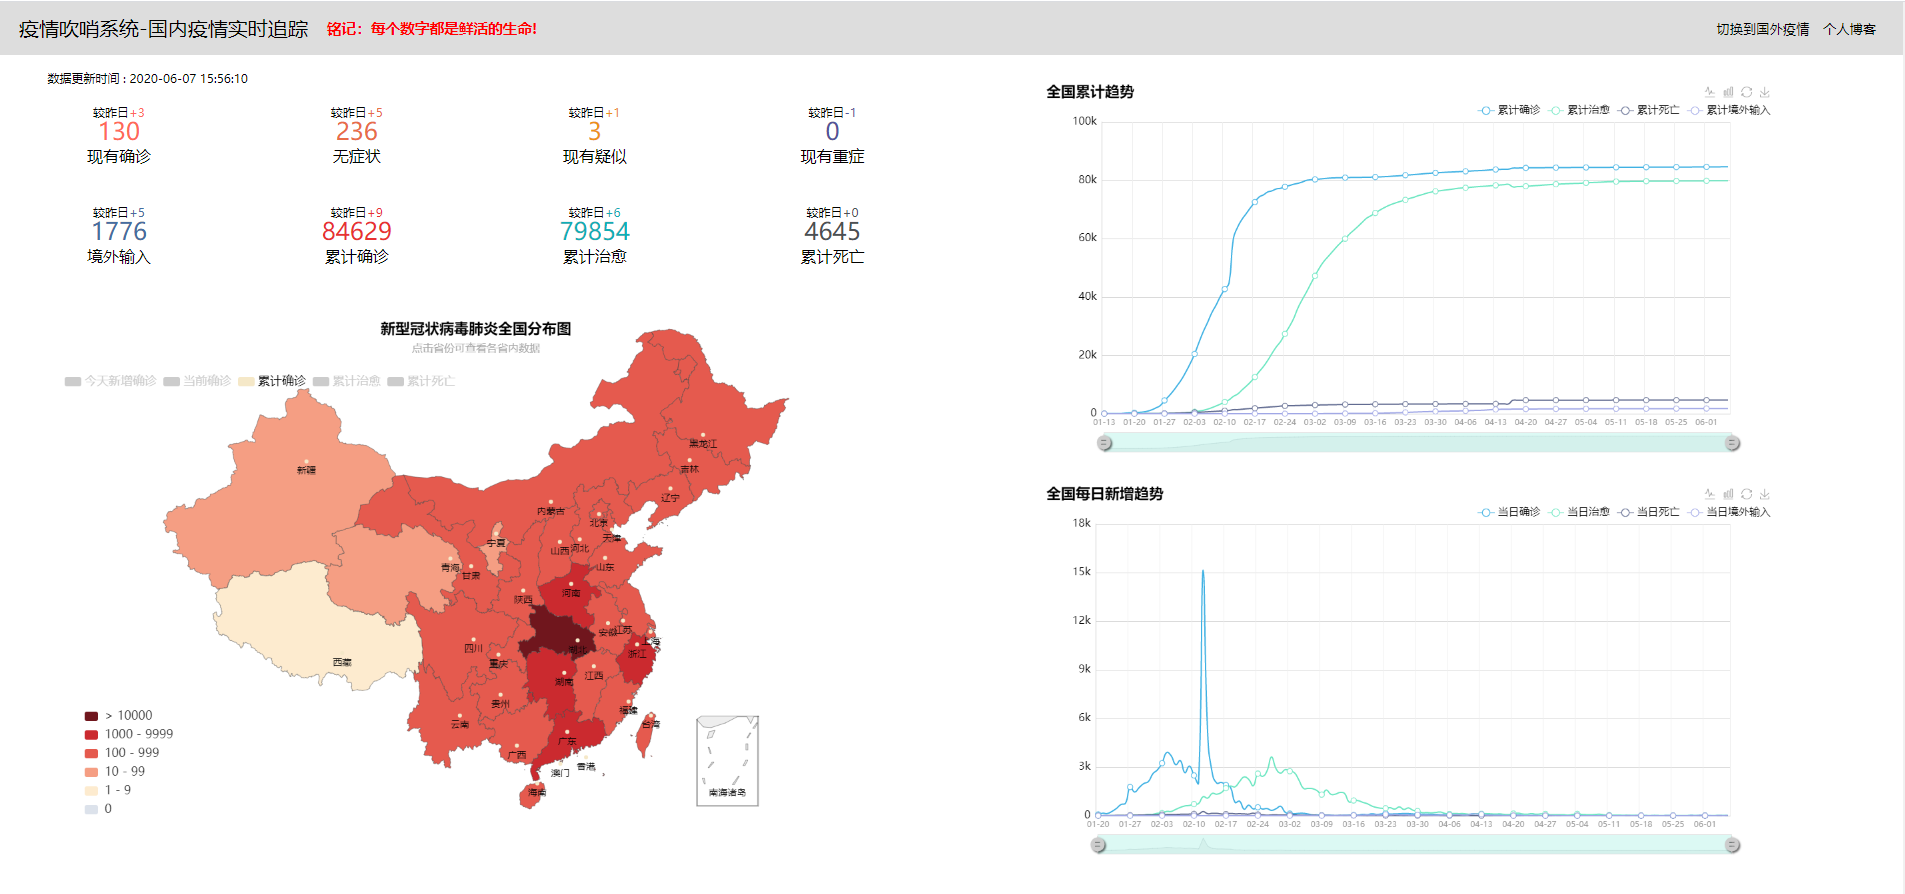 疫情吹哨系统-国内疫情实时追踪 铭记：每个数字都是鲜活的生命! 切换到国外疫情 个人博客
数据更新时间 : 2020-06-07 15:56:10
较昨日+3 较昨日+5 较昨日+1 较昨日-1
130 236 3 0
现有确诊 无症状 现有疑似 现有重症
较昨日+5 较昨日+9 较昨日+6 较昨日+0
1776 84629 79854 4645
境外输入 累计确诊 累计治愈 累计死亡
新型冠状病毒肺炎全国分布图
点击省份可查看各省内数据
今天新增确诊 当前确诊 累计确诊 累计治愈 累计死亡
黑龙江
新疆
吉林
辽宁
内蒙古
北京
天津
宁夏
山西 河北
山东
青海
甘肃
河南
陕西
安徽 江苏
上海
四川
湖北
浙江
重庆
西藏
江西
湖南
贵州
福建
云南
台湾
广东
广西
香港
澳门
海南
南海诸岛
> 10000
1000 - 9999
100 - 999
10 - 99
1 - 9
0
全国累计趋势
累计确诊 累计治愈 累计死亡 累计境外输入
100k
80k
60k
40k
20k
0
01-13 01-20 01-27 02-03 02-10 02-17 02-24 03-02 03-09 03-16 03-23 03-30 04-06 04-13 04-20 04-27 05-04 05-11 05-18 05-25 06-01
全国每日新增趋势
当日确诊 当日治愈 当日死亡 当日境外输入
18k
15k
12k
9k
6k
3k
0
01-20 01-27 02-03 02-10 02-17 02-24 03-02 03-09 03-16 03-23 03-30 04-06 04-13 04-20 04-27 05-04 05-11 05-18 05-25 06-01